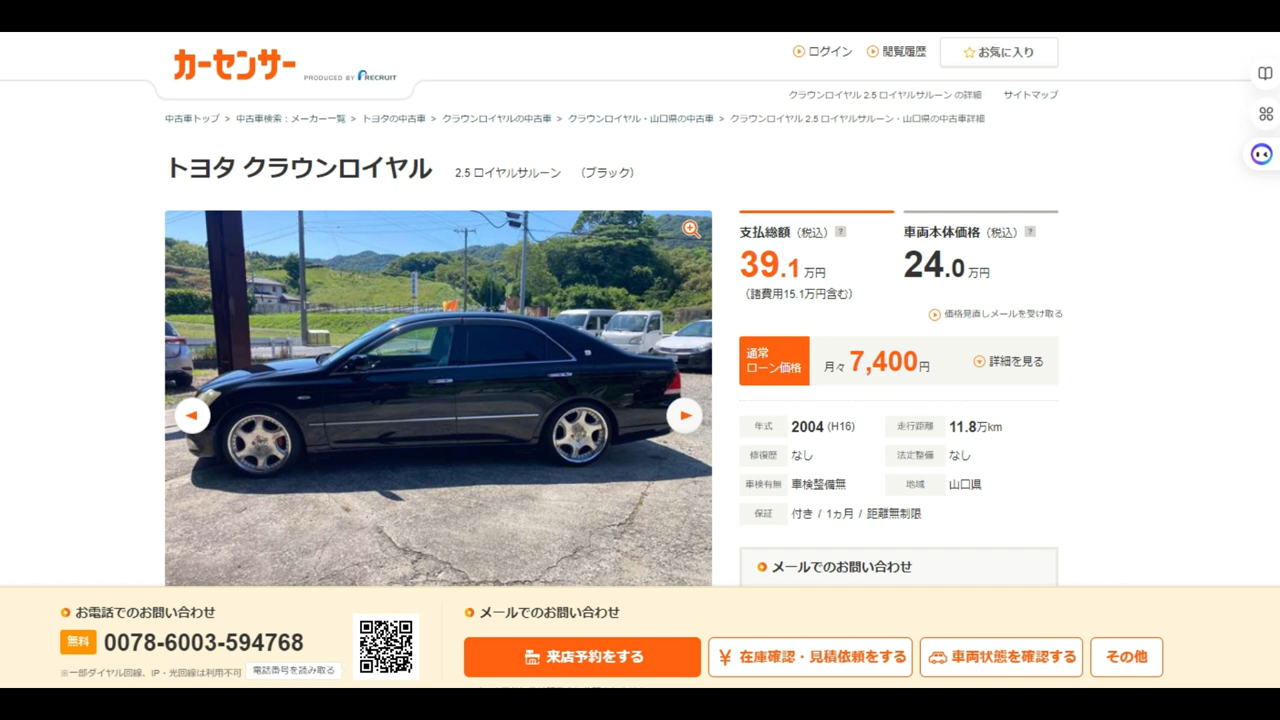 カーセンサー
PRODUCED BY RECRUIT
ログイン
閲覧履歴
お気に入り
クラウンロイヤル 2.5 ロイヤルサルーン の詳細
サイトマップ
中古車トップ > 中古車検索：メーカー一覧 > トヨタの中古車 > クラウンロイヤルの中古車 > クラウンロイヤル・山口県の中古車 > クラウンロイヤル 2.5 ロイヤルサルーン・山口県の中古車詳細
トヨタ クラウンロイヤル 2.5 ロイヤルサルーン （ブラック）
支払総額（税込） ?
39.1万円
（諸費用15.1万円含む）
車両本体価格（税込） ?
24.0万円
価格見直しメールを受け取る
通常
ローン価格
月々 7,400円
詳細を見る
年式 2004 (H16) 走行距離 11.8万km
修復歴 なし 法定整備 なし
車検有無 車検整備無 地域 山口県
保証 付き / 1ヵ月 / 距離無制限
メールでのお問い合わせ
お電話でのお問い合わせ
無料 0078-6003-594768
※一部ダイヤル回線、IP・光回線は利用不可
電話番号を読み取る
メールでのお問い合わせ
来店予約をする
¥ 在庫確認・見積依頼をする
車両状態を確認する
その他